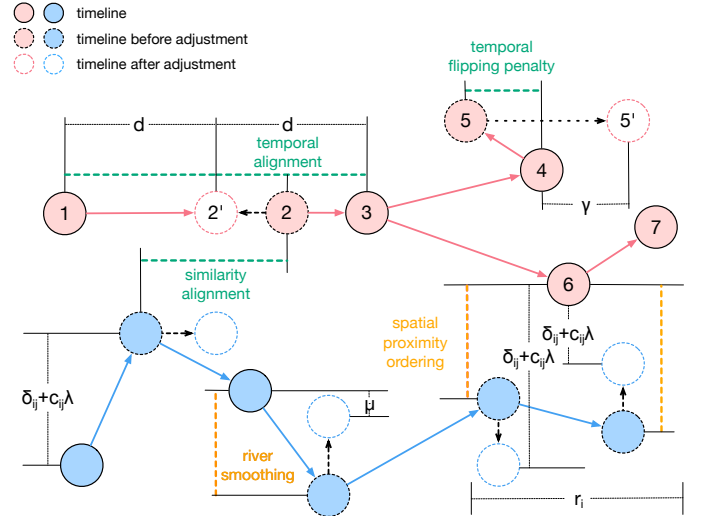 timeline
timeline before adjustment
timeline after adjustment
temporal
flipping penalty
d
d
temporal
alignment
5
5'
4
1
2'
2
3
γ
7
6
similarity
alignment
spatial
proximity
ordering
δij+cijλ
δij+cijλ
δij+cijλ
μ
river
smoothing
ri